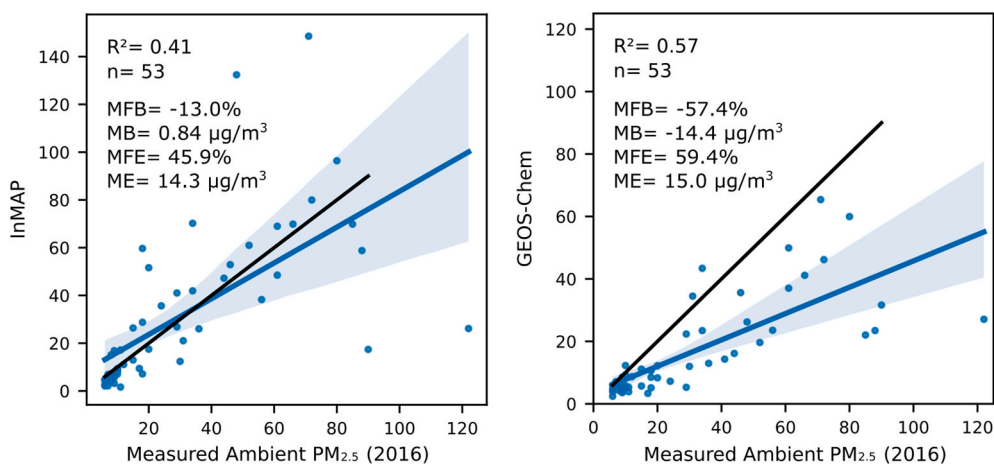 R²= 0.41
n= 53
MFB= -13.0%
MB= 0.84 µg/m³
MFE= 45.9%
ME= 14.3 µg/m³
InMAP
140
120
100
80
60
40
20
0
20 40 60 80 100 120
Measured Ambient PM₂.₅ (2016)
R²= 0.57
n= 53
MFB= -57.4%
MB= -14.4 µg/m³
MFE= 59.4%
ME= 15.0 µg/m³
GEOS-Chem
120
100
80
60
40
20
0
0 20 40 60 80 100 120
Measured Ambient PM₂.₅ (2016)